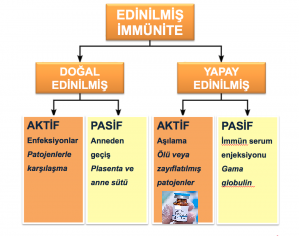 EDİNİLMİŞ
İMMÜNİTE
DOĞAL
EDİNİLMİŞ
YAPAY
EDİNİLMİŞ
AKTİF
Enfeksiyonlar
Patojenlerle
karşılaşma
PASİF
Anneden
geçiş
Plasenta ve
anne sütü
AKTİF
Aşılama
Ölü veya
zayıflatılmış
patojenler
PASİF
İmmün serum
enjeksiyonu
Gama
globulin